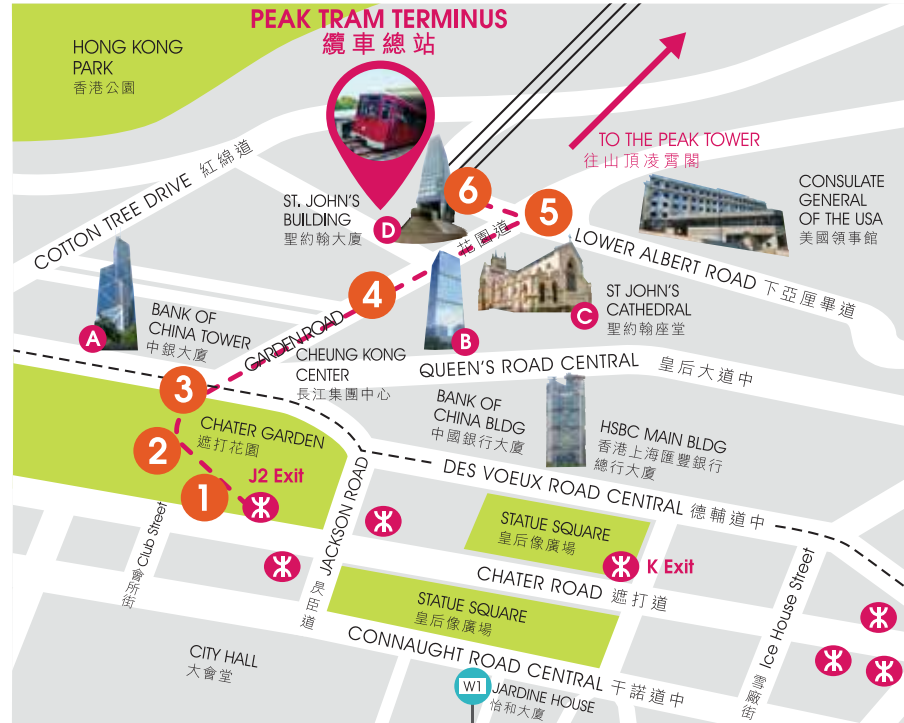 PEAK TRAM TERMINUS
纜車總站
HONG KONG
PARK
香港公園
TO THE PEAK TOWER
往山頂凌霄閣
COTTON TREE DRIVE 紅綿道
ST. JOHN'S
BUILDING
聖約翰大廈
D
6
5
花園道
CONSULATE
GENERAL
OF THE USA
美國領事館
LOWER ALBERT ROAD 下亞厘畢道
4
GARDEN ROAD
ST JOHN'S
CATHEDRAL
聖約翰座堂
C
B
A
BANK OF
CHINA TOWER
中銀大廈
CHEUNG KONG
CENTER
長江集團中心
QUEEN'S ROAD CENTRAL 皇后大道中
3
BANK OF
CHINA BLDG
中國銀行大廈
HSBC MAIN BLDG
香港上海匯豐銀行
總行大廈
CHATER GARDEN
遮打花園
2
J2 Exit
1
DES VOEUX ROAD CENTRAL 德輔道中
Club Street
會所街
JACKSON ROAD
昃臣道
STATUE SQUARE
皇后像廣場
K Exit
CHATER ROAD 遮打道
Ice House Street
雪廠街
STATUE SQUARE
皇后像廣場
CONNAUGHT ROAD CENTRAL 干諾道中
CITY HALL
大會堂
W1
JARDINE HOUSE
怡和大廈